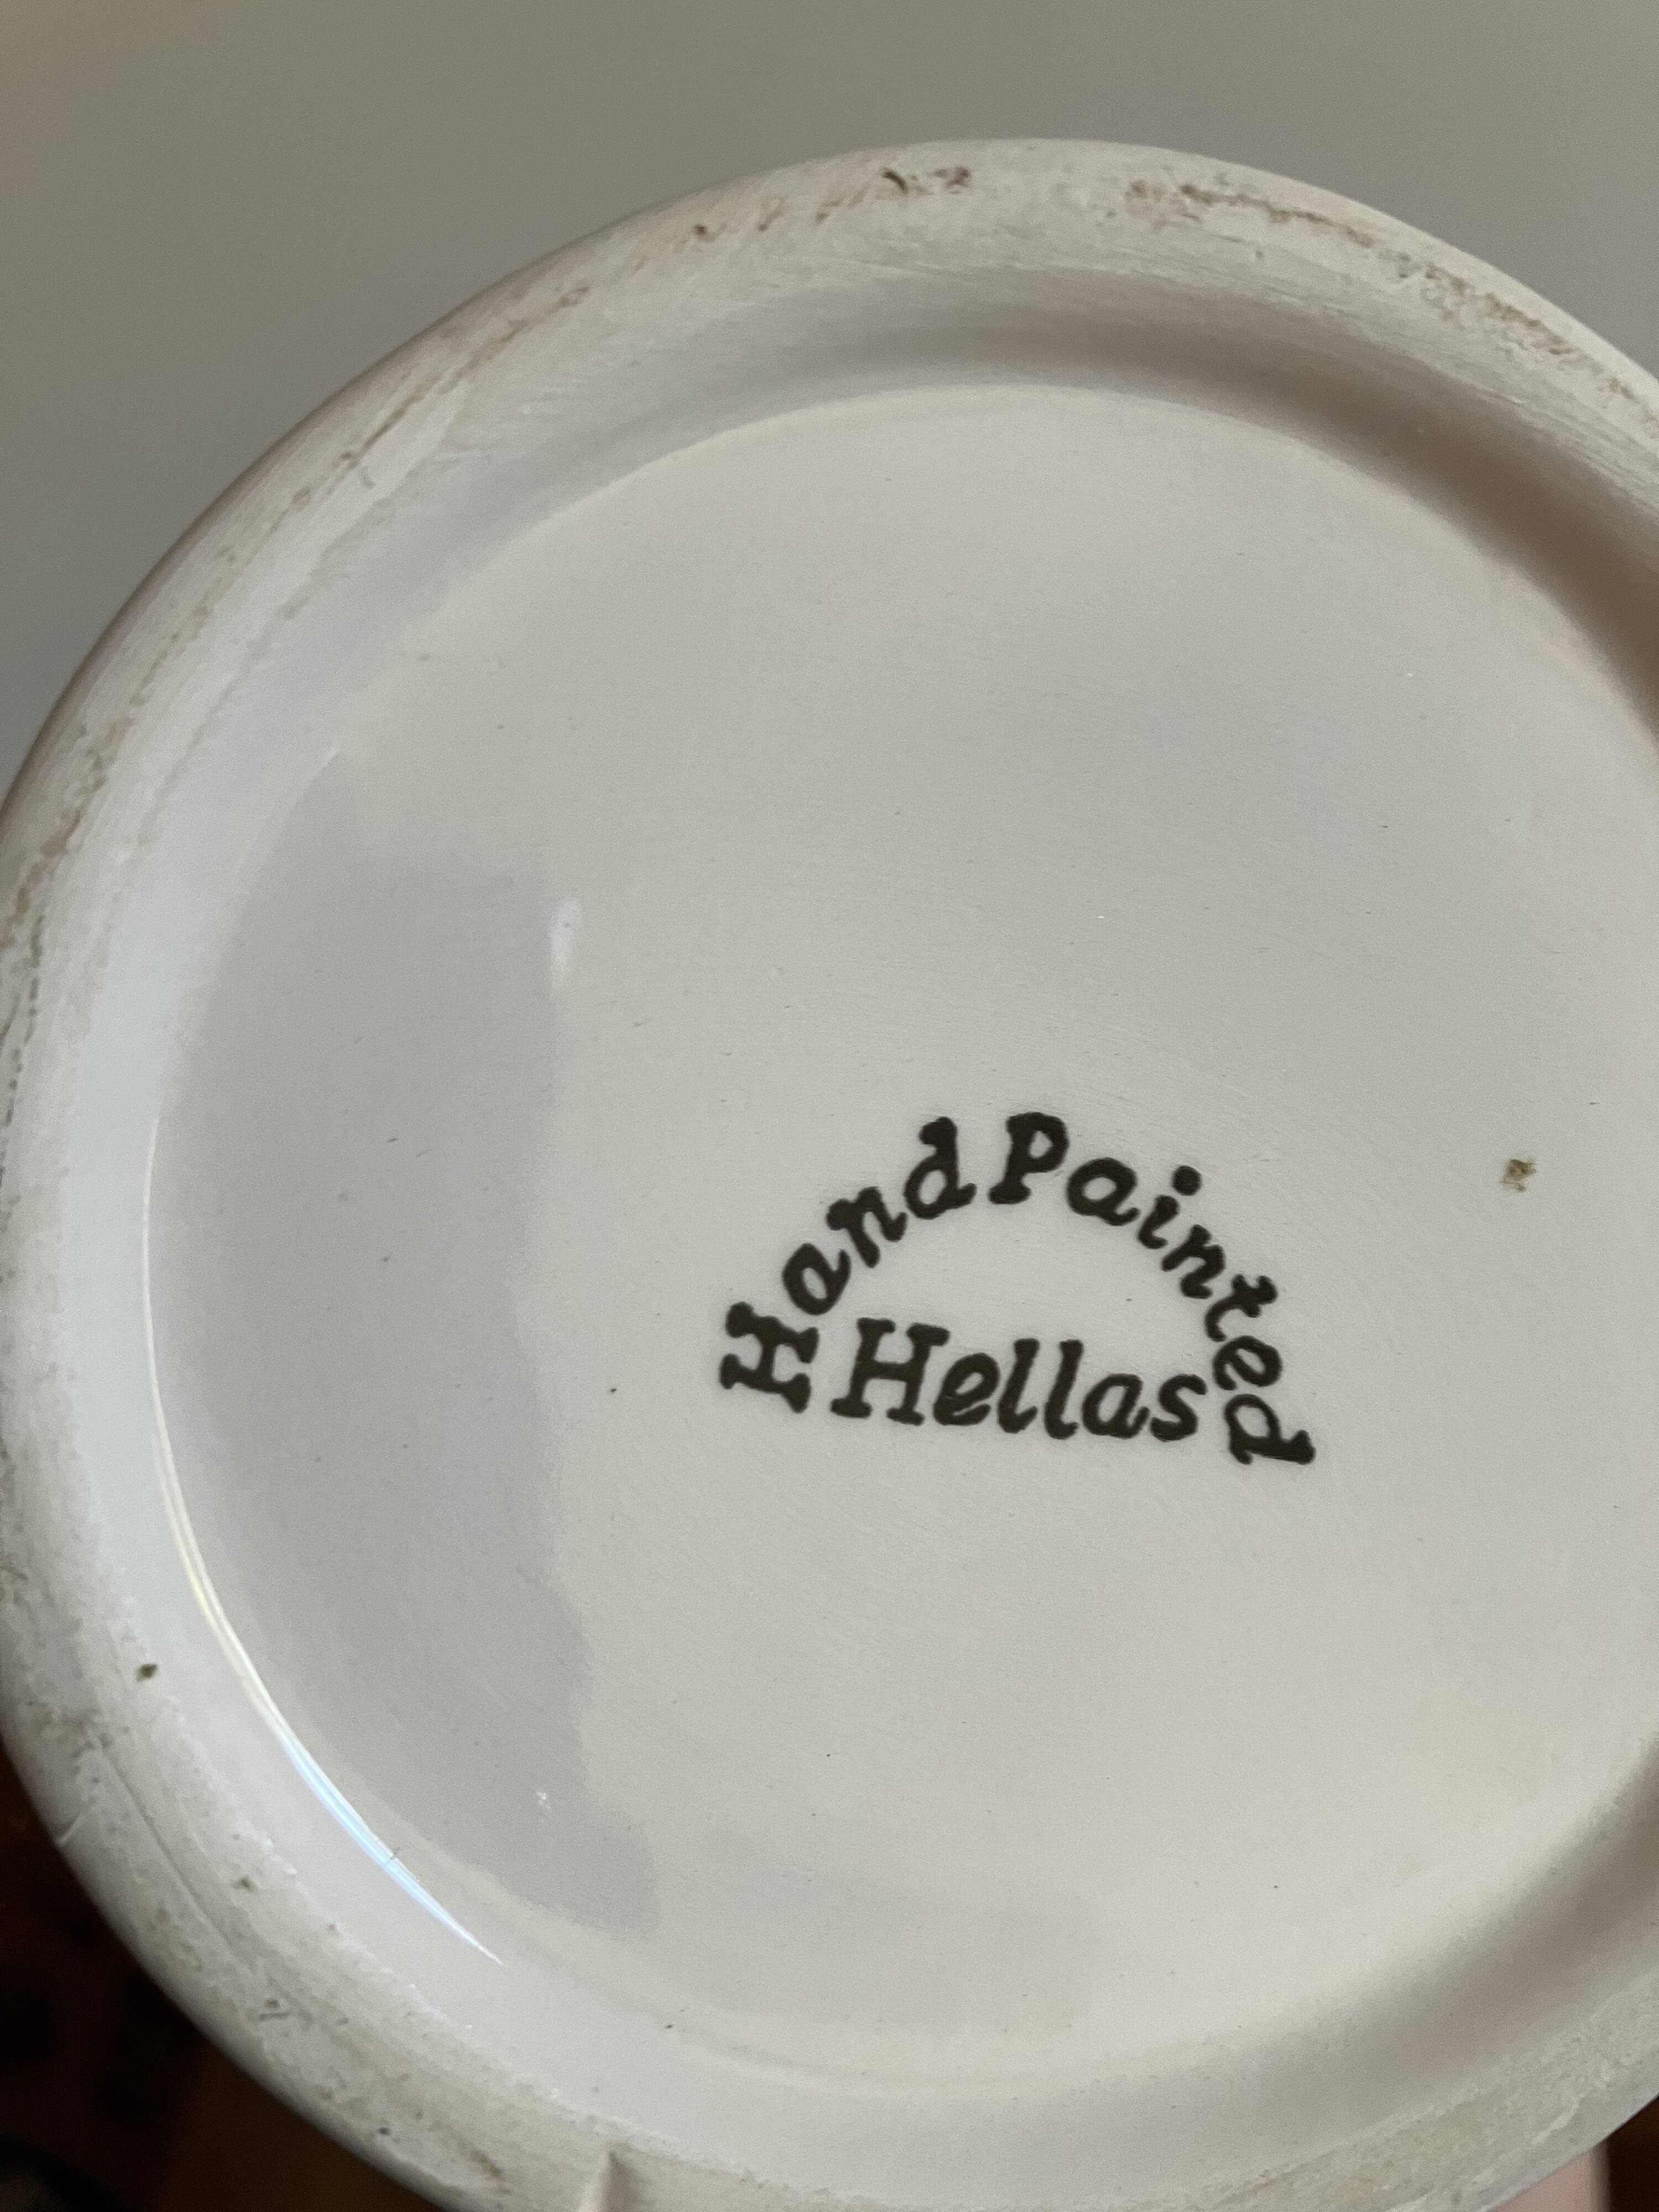 Hand Painted
Hellas